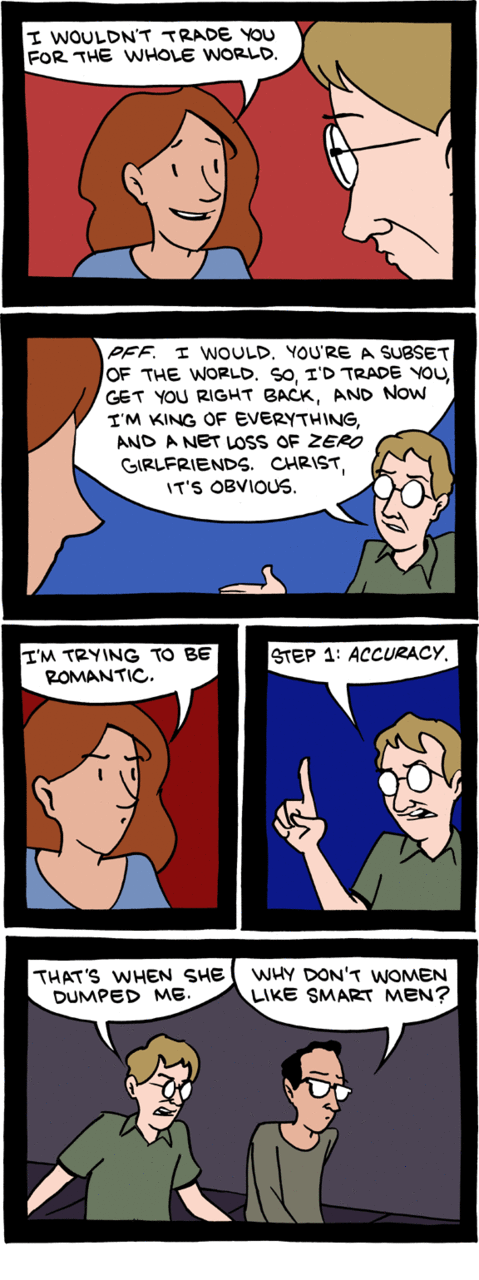 I WOULDN'T TRADE YOU
FOR THE WHOLE WORLD.
PFF. I WOULD. YOU'RE A SUBSET
OF THE WORLD. SO, I'D TRADE YOU,
GET YOU RIGHT BACK, AND NOW
I'M KING OF EVERYTHING,
AND A NET LOSS OF ZERO
GIRLFRIENDS. CHRIST,
IT'S OBVIOUS.
I'M TRYING TO BE
ROMANTIC.
STEP 1: ACCURACY.
THAT'S WHEN SHE
DUMPED ME.
WHY DON'T WOMEN
LIKE SMART MEN?